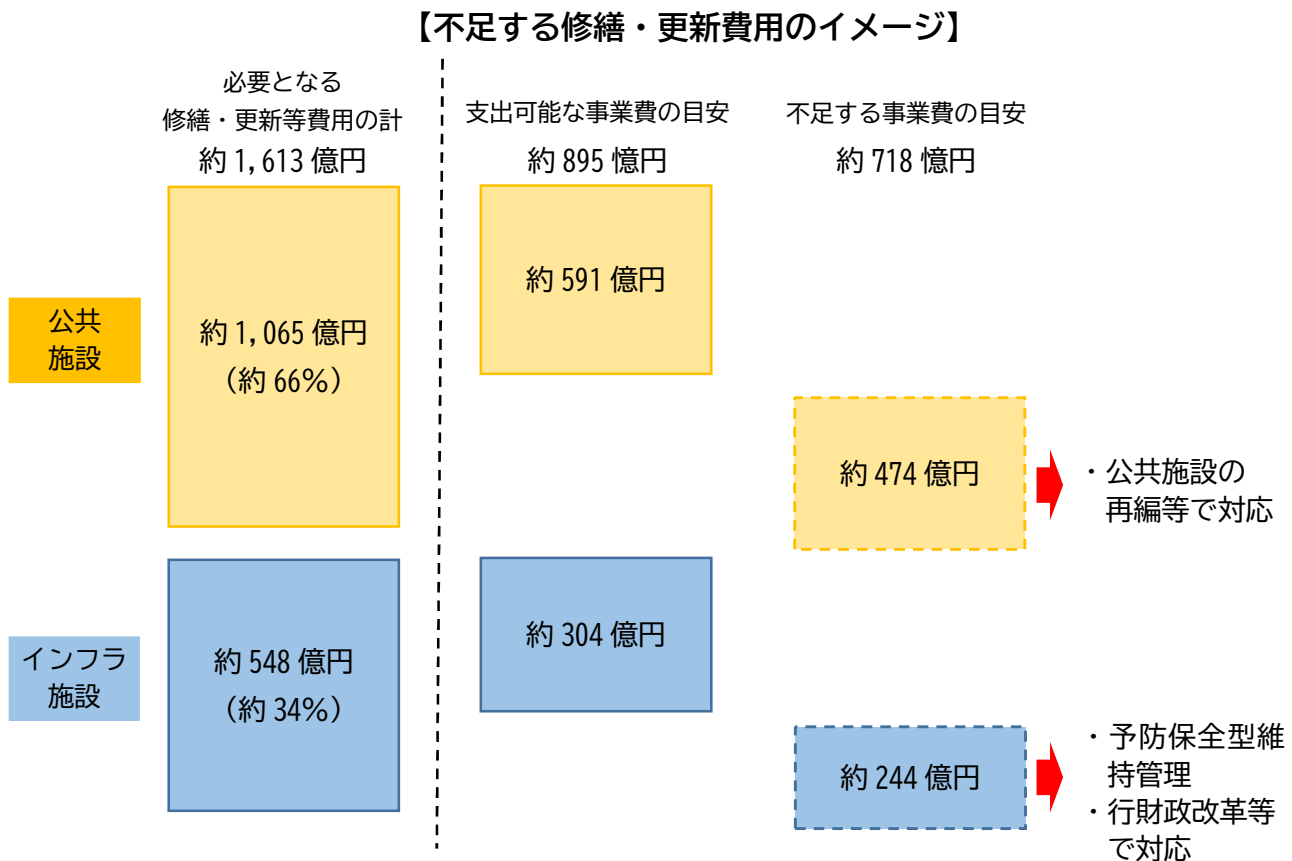 【不足する修繕・更新費用のイメージ】
必要となる
修繕・更新等費用の計
約 1,613 億円
支出可能な事業費の目安
約 895 憶円
不足する事業費の目安
約 718 憶円
公共
施設
約 1,065 億円
（約 66%）
約 591 億円
約 474 億円
・公共施設の
再編等で対応
インフラ
施設
約 548 億円
（約 34%）
約 304 億円
約 244 億円
・予防保全型維
持管理
・行財政改革等
で対応